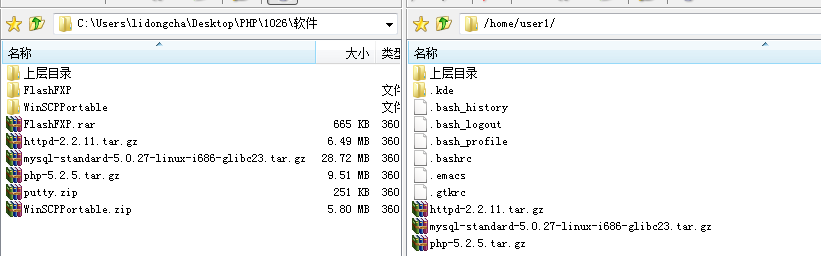 C:\Users\lidongcha\Desktop\PHP\1026\软件
名称 大小 类型
上层目录
FlashFXP 文件
WinSCPPortable 文件
FlashFXP.rar 665 KB 360
httpd-2.2.11.tar.gz 6.49 MB 360
mysql-standard-5.0.27-linux-i686-glibc23.tar.gz 28.72 MB 360
php-5.2.5.tar.gz 9.51 MB 360
putty.zip 251 KB 360
WinSCPPortable.zip 5.80 MB 360
/home/user1/
名称
上层目录
.kde
.bash_history
.bash_logout
.bash_profile
.bashrc
.emacs
.gtkrc
httpd-2.2.11.tar.gz
mysql-standard-5.0.27-linux-i686-glibc23.tar.gz
php-5.2.5.tar.gz